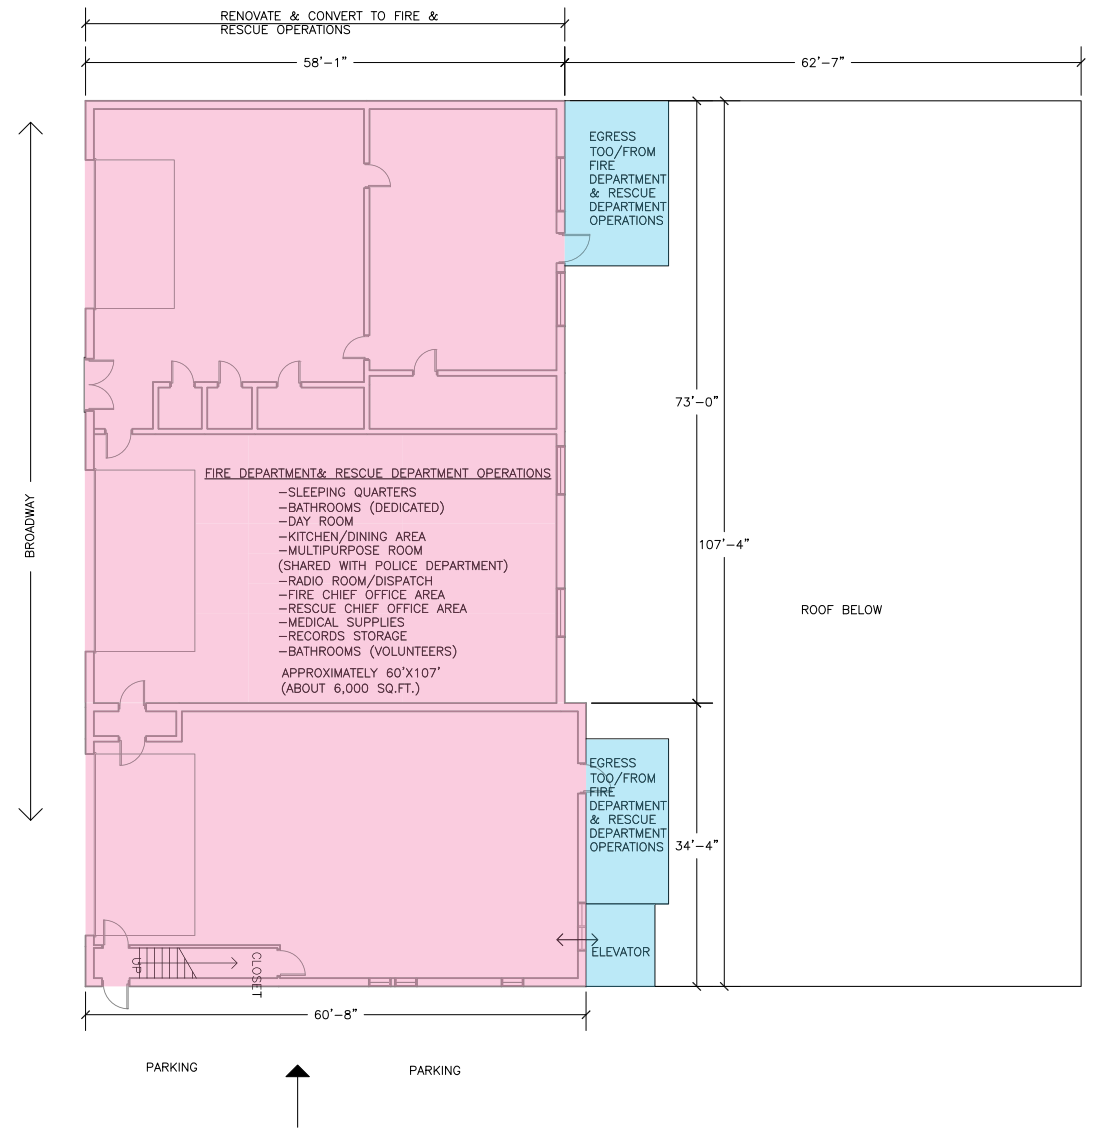 RENOVATE & CONVERT TO FIRE &
RESCUE OPERATIONS
58'-1"
62'-7"
EGRESS
TOO/FROM
FIRE
DEPARTMENT
& RESCUE
DEPARTMENT
OPERATIONS
73'-0"
BROADWAY
FIRE DEPARTMENT& RESCUE DEPARTMENT OPERATIONS
-SLEEPING QUARTERS
-BATHROOMS (DEDICATED)
-DAY ROOM
-KITCHEN/DINING AREA
-MULTIPURPOSE ROOM
(SHARED WITH POLICE DEPARTMENT)
-RADIO ROOM/DISPATCH
-FIRE CHIEF OFFICE AREA
-RESCUE CHIEF OFFICE AREA
-MEDICAL SUPPLIES
-RECORDS STORAGE
-BATHROOMS (VOLUNTEERS)
APPROXIMATELY 60'X107'
(ABOUT 6,000 SQ.FT.)
107'-4"
ROOF BELOW
EGRESS
TOO/FROM
FIRE
DEPARTMENT
& RESCUE
DEPARTMENT
OPERATIONS
34'-4"
ELEVATOR
UP
CLOSET
60'-8"
PARKING
PARKING